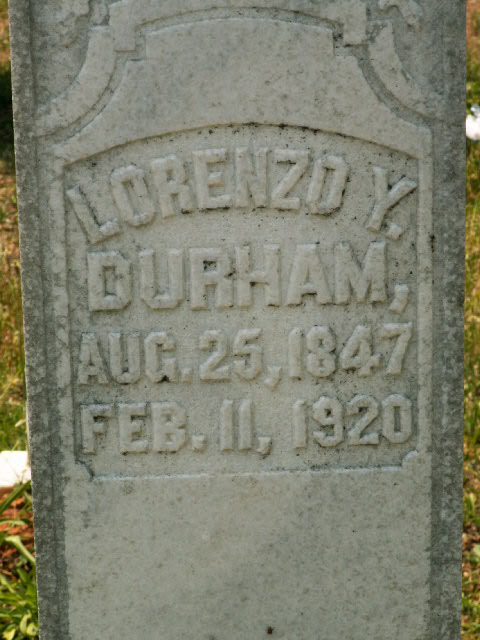 LORENZO Y.
DURHAM,
AUG. 25, 1847
FEB. 11, 1920